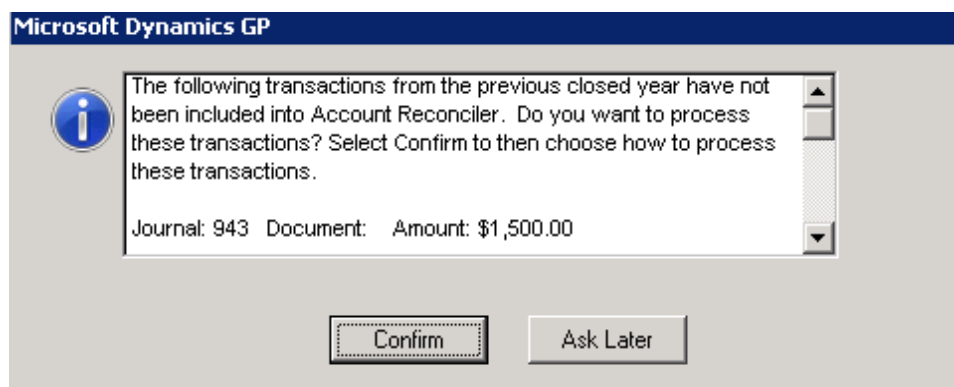 Microsoft Dynamics GP
The following transactions from the previous closed year have not
been included into Account Reconciler.  Do you want to process
these transactions? Select Confirm to then choose how to process
these transactions.
Journal: 943   Document:    Amount: $1,500.00
Confirm
Ask Later